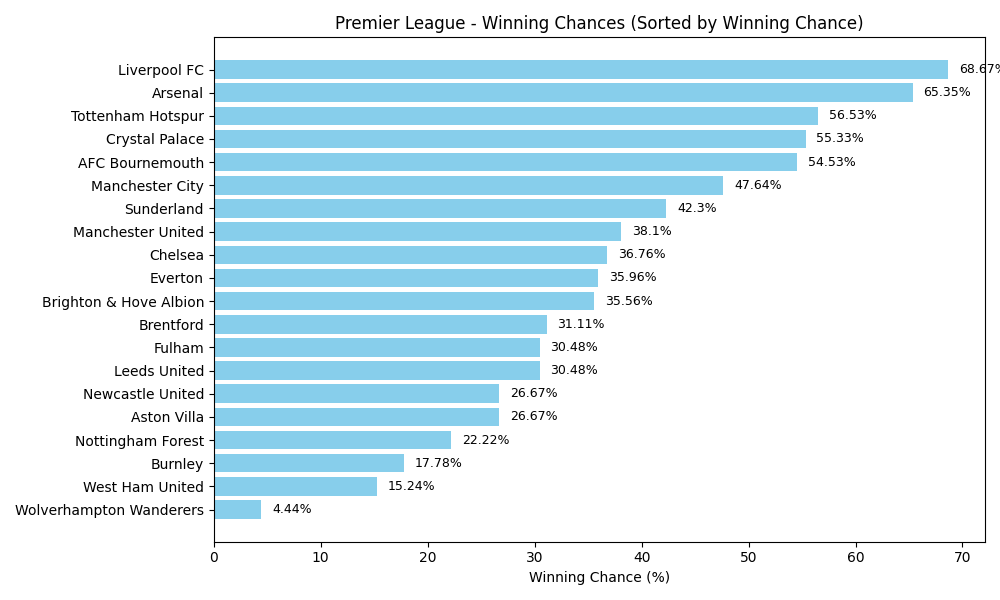 Premier League - Winning Chances (Sorted by Winning Chance)
Liverpool FC 68.67%
Arsenal 65.35%
Tottenham Hotspur 56.53%
Crystal Palace 55.33%
AFC Bournemouth 54.53%
Manchester City 47.64%
Sunderland 42.3%
Manchester United 38.1%
Chelsea 36.76%
Everton 35.96%
Brighton & Hove Albion 35.56%
Brentford 31.11%
Fulham 30.48%
Leeds United 30.48%
Newcastle United 26.67%
Aston Villa 26.67%
Nottingham Forest 22.22%
Burnley 17.78%
West Ham United 15.24%
Wolverhampton Wanderers 4.44%
0 10 20 30 40 50 60 70
Winning Chance (%)